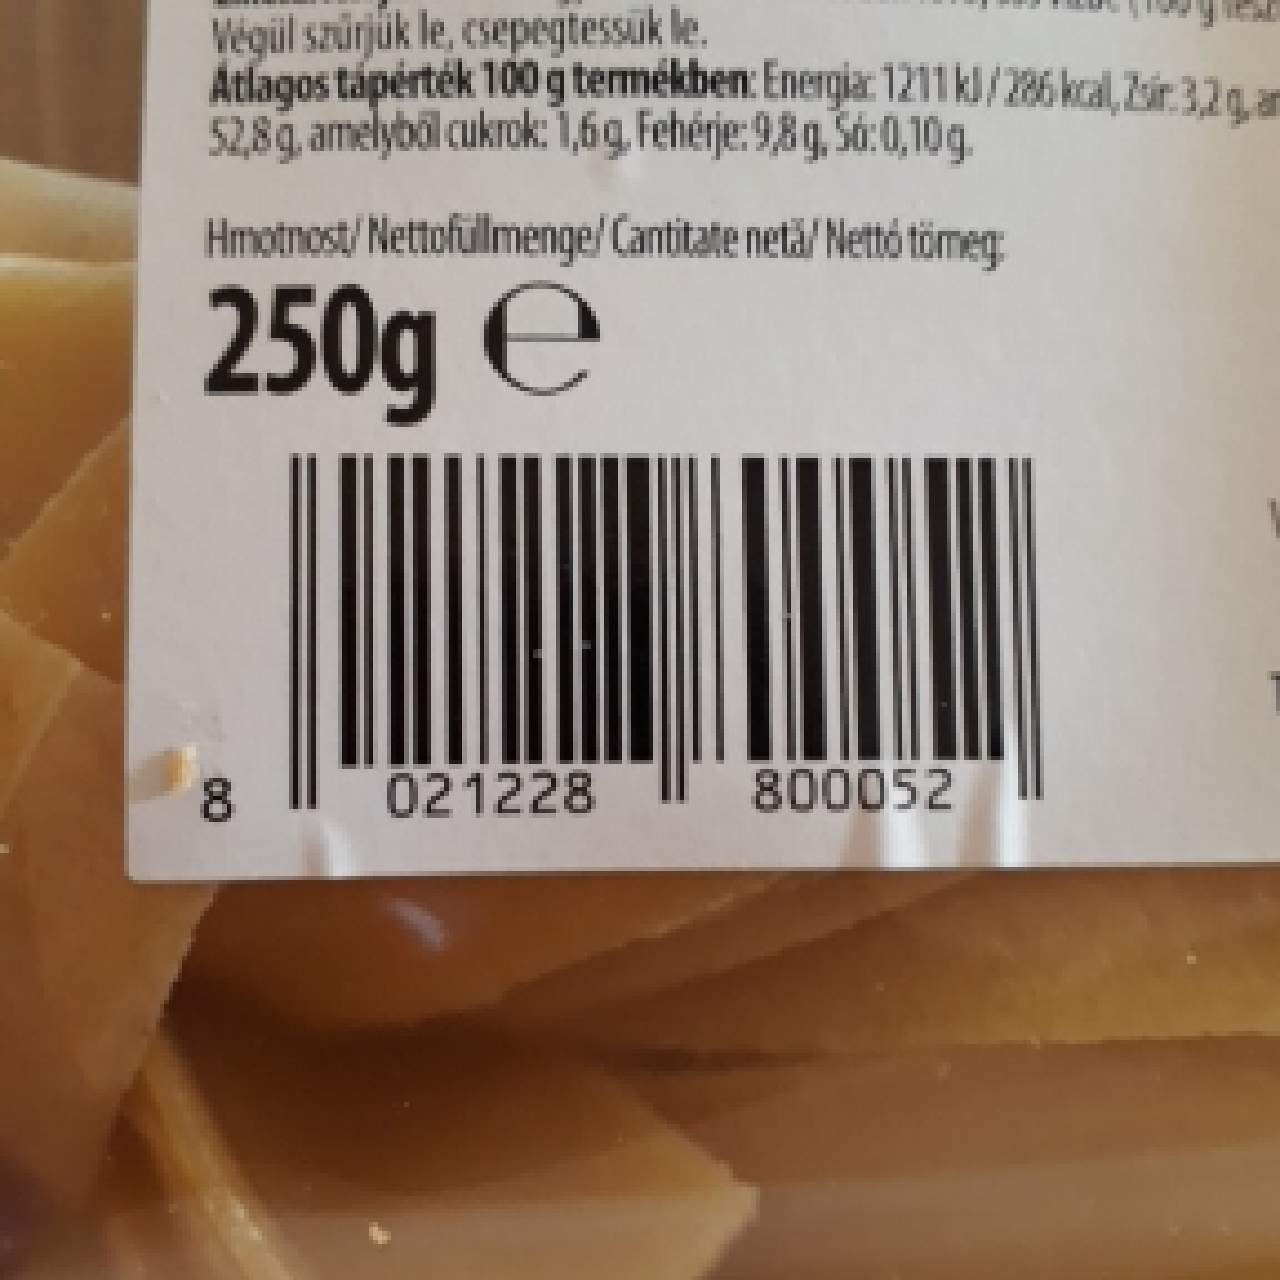 Végül szűrjük le, csepegtessük le.
Átlagos tápérték 100 g termékben: Energia: 1211 kJ / 286 kcal, Zsír: 3,2 g,
52,8 g, amelyből cukrok: 1,6 g, Fehérje: 9,8 g, Só: 0,10 g.
Hmotnost/ Nettofüllmenge/ Cantitate netă/ Nettó tömeg:
250g e
8 021228 800052